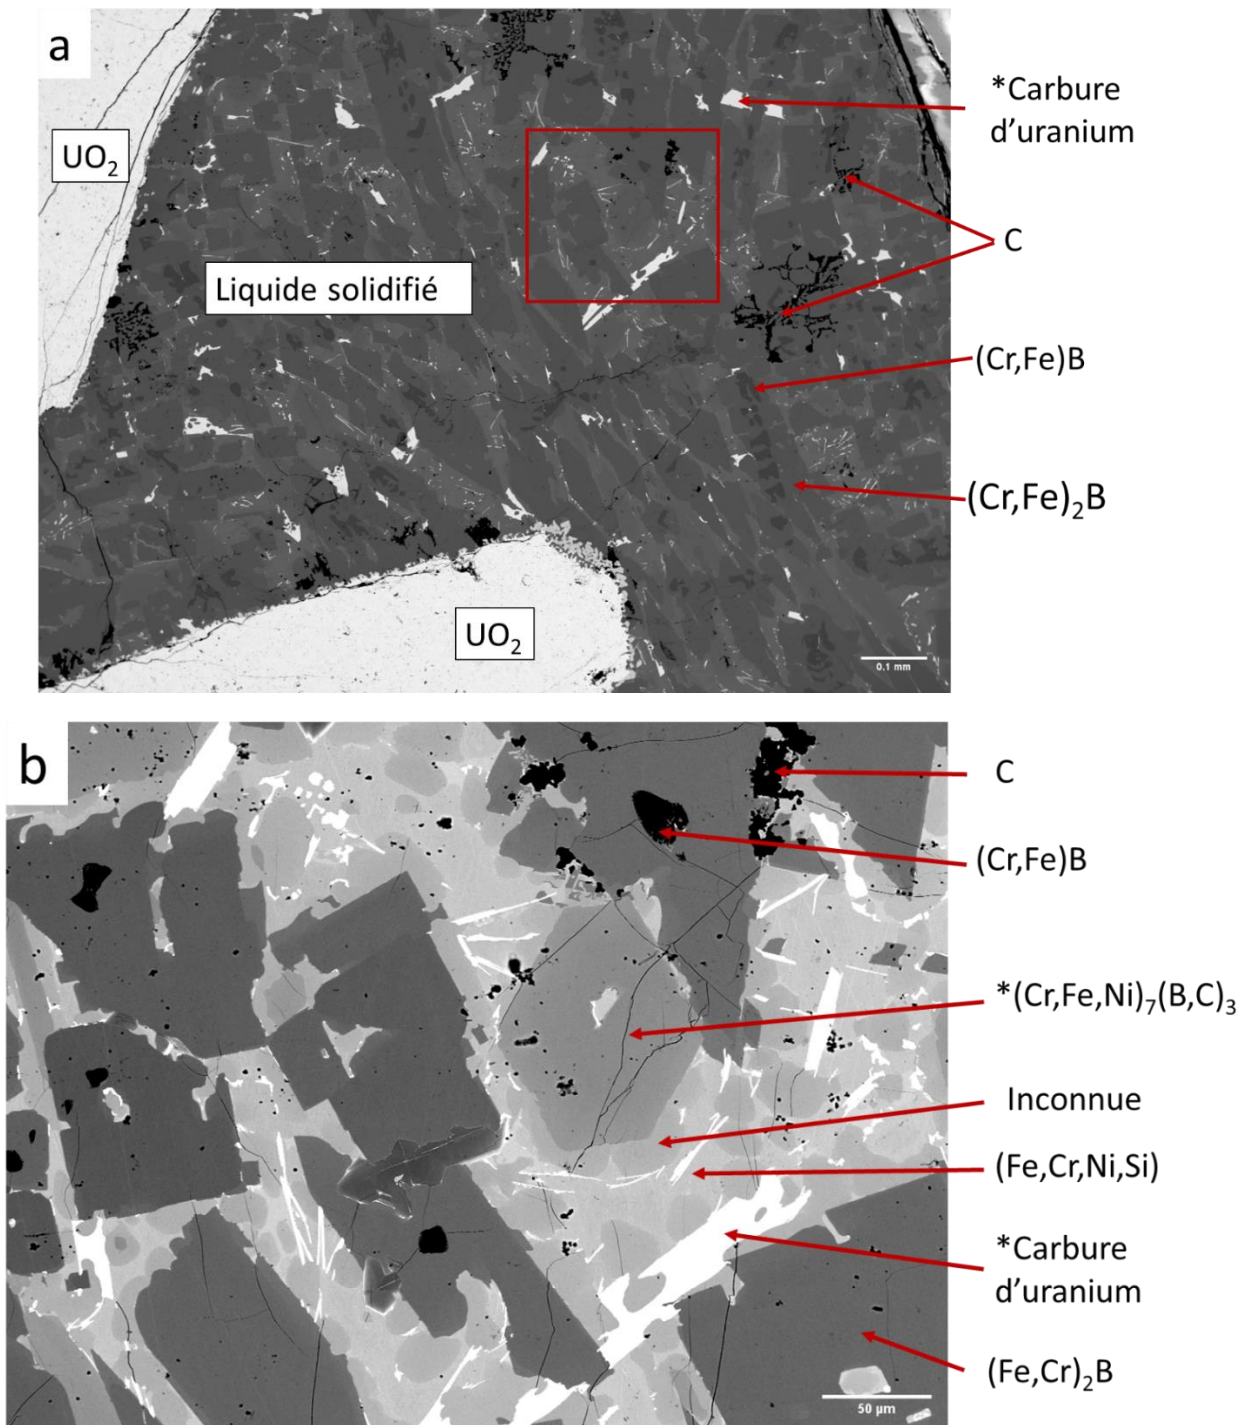 a
*Carbure
d'uranium
UO₂
C
Liquide solidifié
(Cr,Fe)B
(Cr,Fe)₂B
UO₂
0.1 mm
b
C
(Cr,Fe)B
*(Cr,Fe,Ni)₇(B,C)₃
Inconnue
(Fe,Cr,Ni,Si)
*Carbure
d'uranium
(Fe,Cr)₂B
50 µm